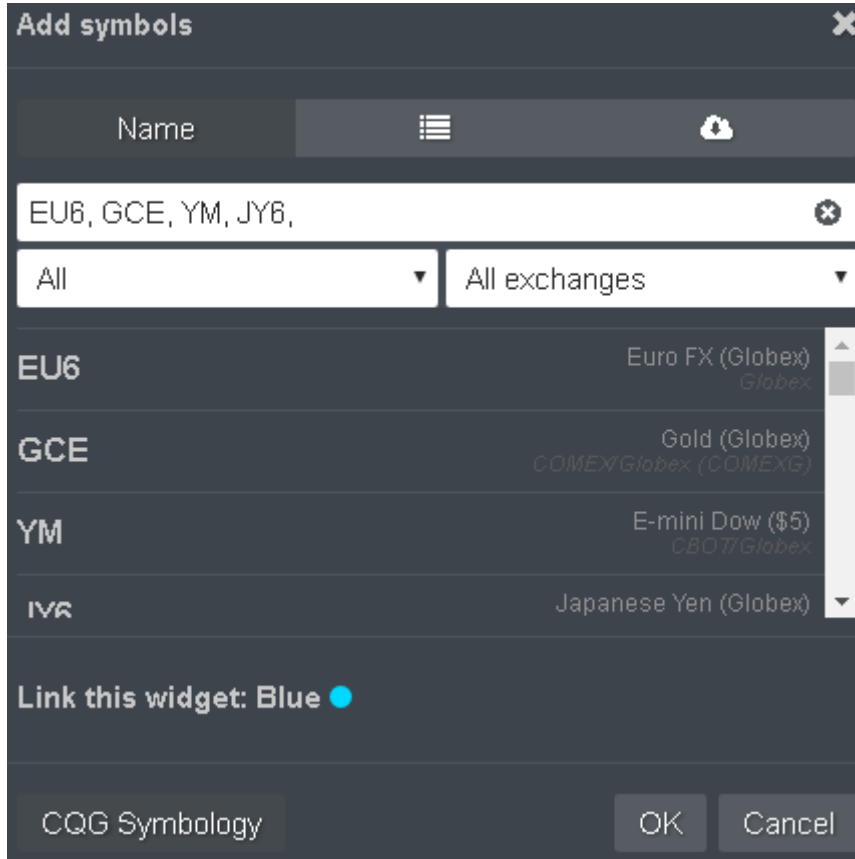 Add symbols
Name
EU6, GCE, YM, JY6,
All
All exchanges
EU6
Euro FX (Globex)
Globex
GCE
Gold (Globex)
COMEX/Globex (COMEXG)
YM
E-mini Dow ($5)
CBOT/Globex
JY6
Japanese Yen (Globex)
Link this widget: Blue
CQG Symbology
OK
Cancel